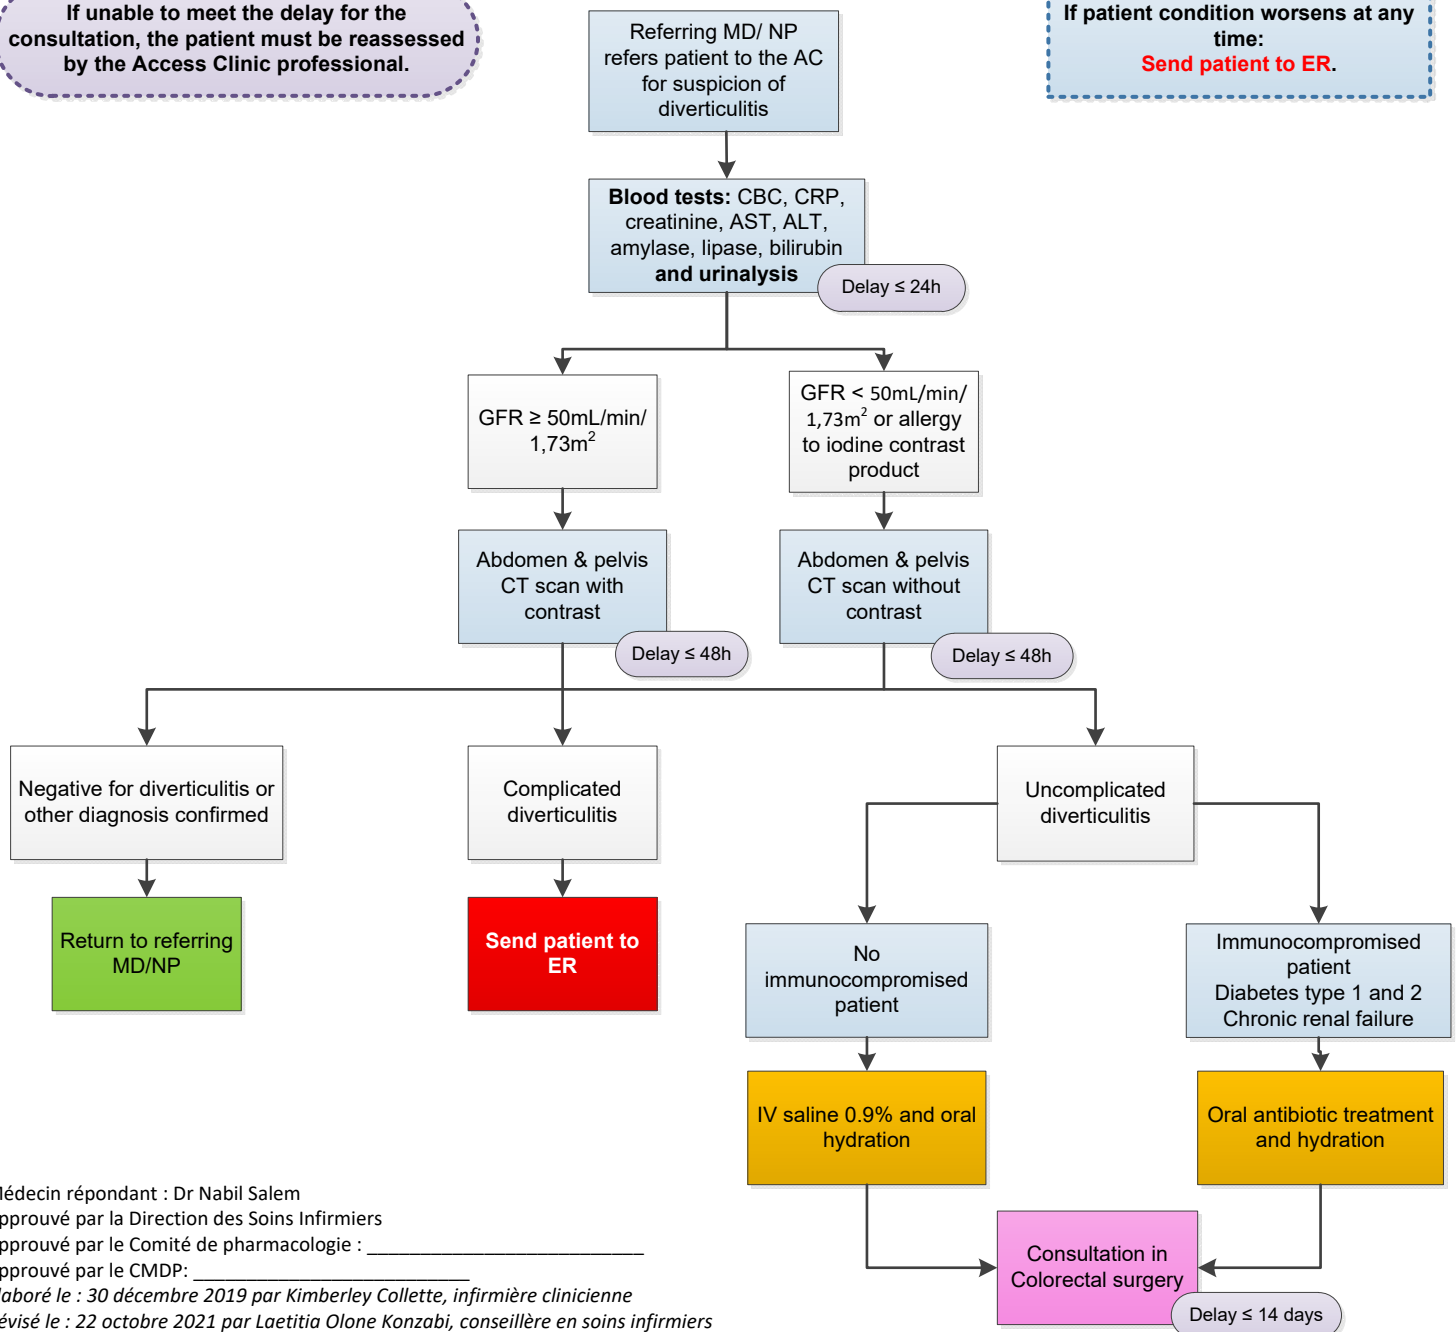 If unable to meet the delay for the
consultation, the patient must be reassessed
by the Access Clinic professional.
Referring MD/ NP
refers patient to the AC
for suspicion of
diverticulitis
If patient condition worsens at any
time:
Send patient to ER.
Blood tests: CBC, CRP,
creatinine, AST, ALT,
amylase, lipase, bilirubin
and urinalysis
Delay ≤ 24h
GFR ≥ 50mL/min/
1,73m²
GFR < 50mL/min/
1,73m² or allergy
to iodine contrast
product
Abdomen & pelvis
CT scan with
contrast
Delay ≤ 48h
Abdomen & pelvis
CT scan without
contrast
Delay ≤ 48h
Negative for diverticulitis or
other diagnosis confirmed
Complicated
diverticulitis
Uncomplicated
diverticulitis
Return to referring
MD/NP
Send patient to
ER
No
immunocompromised
patient
Immunocompromised
patient
Diabetes type 1 and 2
Chronic renal failure
IV saline 0.9% and oral
hydration
Oral antibiotic treatment
and hydration
Consultation in
Colorectal surgery
Delay ≤ 14 days
Médecin répondant : Dr Nabil Salem
pprouvé par la Direction des Soins Infirmiers
pprouvé par le Comité de pharmacologie : __________________________
pprouvé par le CMDP: __________________________
laboré le : 30 décembre 2019 par Kimberley Collette, infirmière clinicienne
évisé le : 22 octobre 2021 par Laetitia Olone Konzabi, conseillère en soins infirmiers